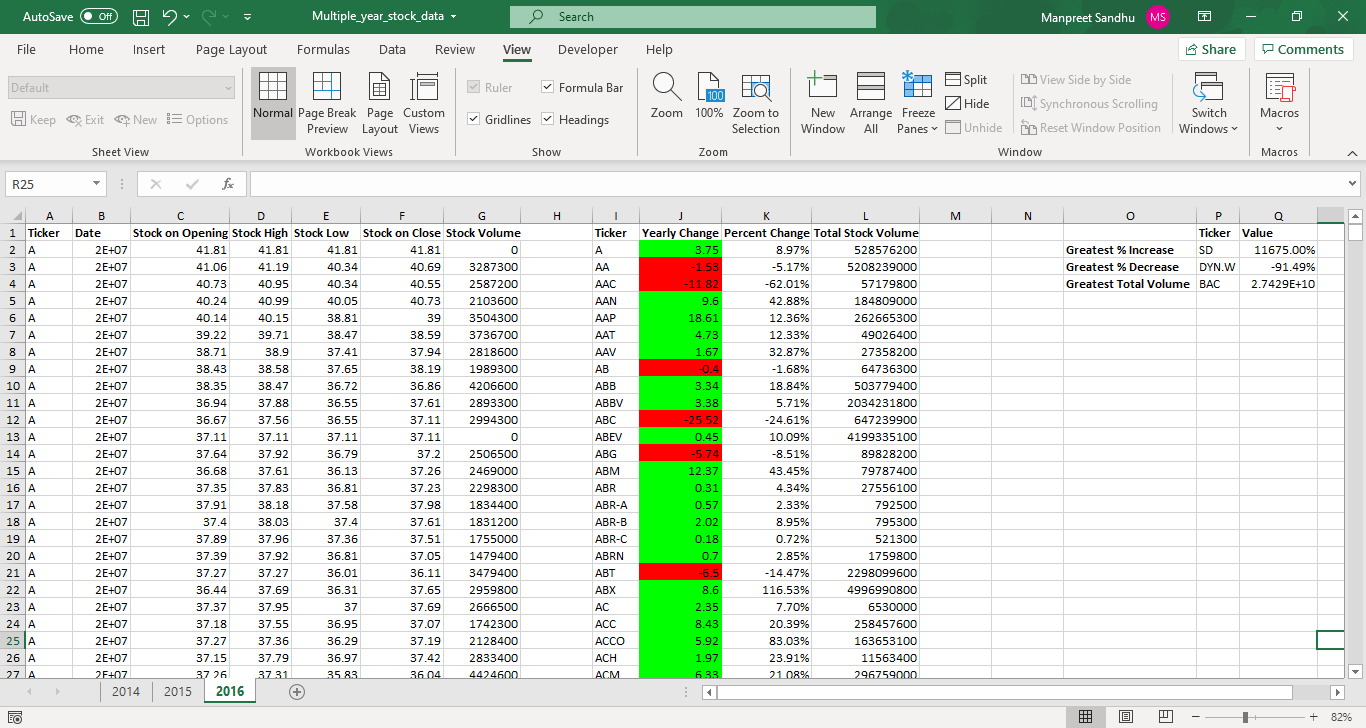 AutoSave Off Multiple_year_stock_data Search Manpreet Sandhu MS
File Home Insert Page Layout Formulas Data Review View Developer Help Share Comments
Default
Keep Exit New Options
Sheet View
Normal Page Break Preview Page Layout Custom Views
Workbook Views
Ruler Formula Bar
Gridlines Headings
Show
Zoom 100 100% Zoom to Selection
Zoom
New Window Arrange All Freeze Panes
Split View Side by Side
Hide Synchronous Scrolling
Unhide Reset Window Position
Switch Windows
Window
Macros
Macros
R25 fx
A B C D E F G H I J K L M N O P Q
1 Ticker Date Stock on Opening Stock High Stock Low Stock on Close Stock Volume Ticker Yearly Change Percent Change Total Stock Volume Ticker Value
2 A 2E+07 41.81 41.81 41.81 41.81 0 A 3.75 8.97% 528576200 Greatest % Increase SD 11675.00%
3 A 2E+07 41.06 41.19 40.34 40.69 3287300 AA -1.53 -5.17% 5208239000 Greatest % Decrease DYN.W -91.49%
4 A 2E+07 40.73 40.95 40.34 40.55 2587200 AAC -11.82 -62.01% 57179800 Greatest Total Volume BAC 2.7429E+10
5 A 2E+07 40.24 40.99 40.05 40.73 2103600 AAN 9.6 42.88% 184809000
6 A 2E+07 40.14 40.15 38.81 39 3504300 AAP 18.61 12.36% 262665300
7 A 2E+07 39.22 39.71 38.47 38.59 3736700 AAT 4.73 12.33% 49026400
8 A 2E+07 38.71 38.9 37.41 37.94 2818600 AAV 1.67 32.87% 27358200
9 A 2E+07 38.43 38.58 37.65 38.19 1989300 AB -0.4 -1.68% 64736300
10 A 2E+07 38.35 38.47 36.72 36.86 4206600 ABB 3.34 18.84% 503779400
11 A 2E+07 36.94 37.88 36.55 37.61 2893300 ABBV 3.38 5.71% 2034231800
12 A 2E+07 36.67 37.56 36.55 37.11 2994300 ABC -25.52 -24.61% 647239900
13 A 2E+07 37.11 37.11 37.11 37.11 0 ABEV 0.45 10.09% 4199335100
14 A 2E+07 37.64 37.92 36.79 37.2 2506500 ABG -5.74 -8.51% 89828200
15 A 2E+07 36.68 37.61 36.13 37.26 2469000 ABM 12.37 43.45% 79787400
16 A 2E+07 37.35 37.83 36.81 37.23 2298300 ABR 0.31 4.34% 27556100
17 A 2E+07 37.91 38.18 37.58 37.98 1834400 ABR-A 0.57 2.33% 792500
18 A 2E+07 37.4 38.03 37.4 37.61 1831200 ABR-B 2.02 8.95% 795300
19 A 2E+07 37.89 37.96 37.36 37.51 1755000 ABR-C 0.18 0.72% 521300
20 A 2E+07 37.39 37.92 36.81 37.05 1479400 ABRN 0.7 2.85% 1759800
21 A 2E+07 37.27 37.27 36.01 36.11 3479400 ABT -6.5 -14.47% 2298099600
22 A 2E+07 36.44 37.69 36.31 37.65 2959800 ABX 8.6 116.53% 4996990800
23 A 2E+07 37.37 37.95 37 37.69 2666500 AC 2.35 7.70% 6530000
24 A 2E+07 37.18 37.55 36.95 37.07 1742300 ACC 8.43 20.39% 258457600
25 A 2E+07 37.27 37.36 36.29 37.19 2128400 ACCO 5.92 83.03% 163653100
26 A 2E+07 37.15 37.79 36.97 37.42 2833400 ACH 1.97 23.91% 11563400
27 A 2E+07 37.26 37.31 35.83 36.04 4424600 ACM 6.33 21.08% 296759000
2014 2015 2016
82%